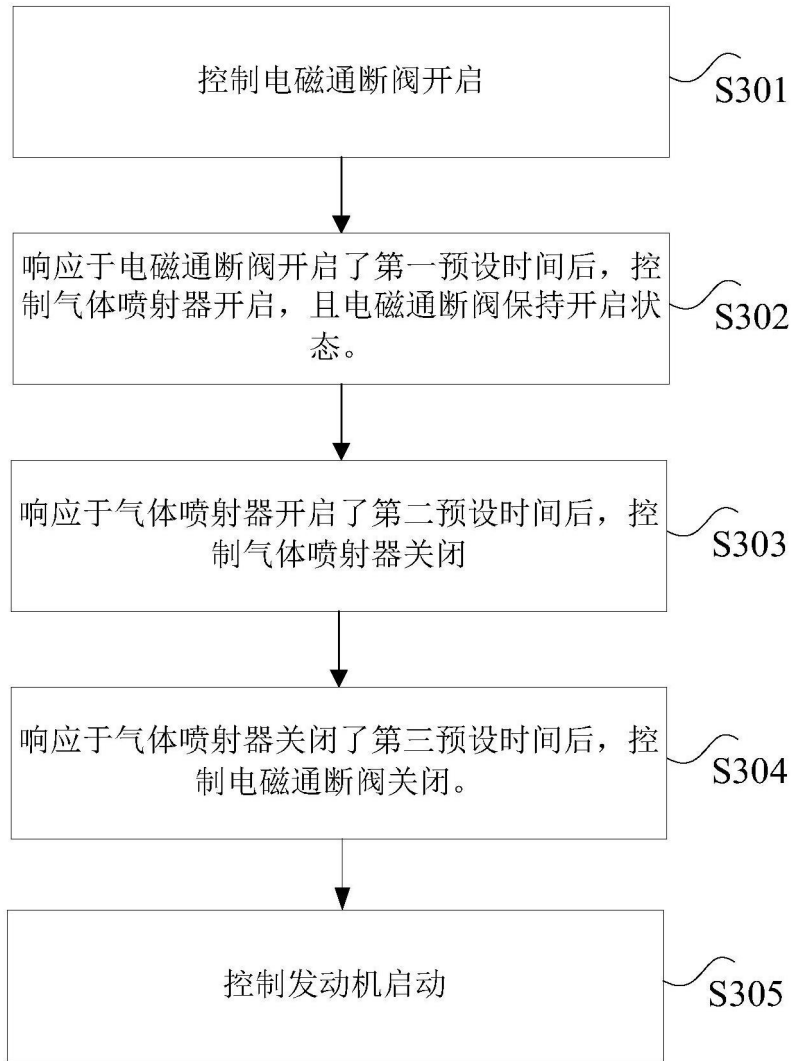 控制电磁通断阀开启
S301
响应于电磁通断阀开启了第一预设时间后，控
制气体喷射器开启，且电磁通断阀保持开启状
态。
S302
响应于气体喷射器开启了第二预设时间后，控
制气体喷射器关闭
S303
响应于气体喷射器关闭了第三预设时间后，控
制电磁通断阀关闭。
S304
控制发动机启动
S305